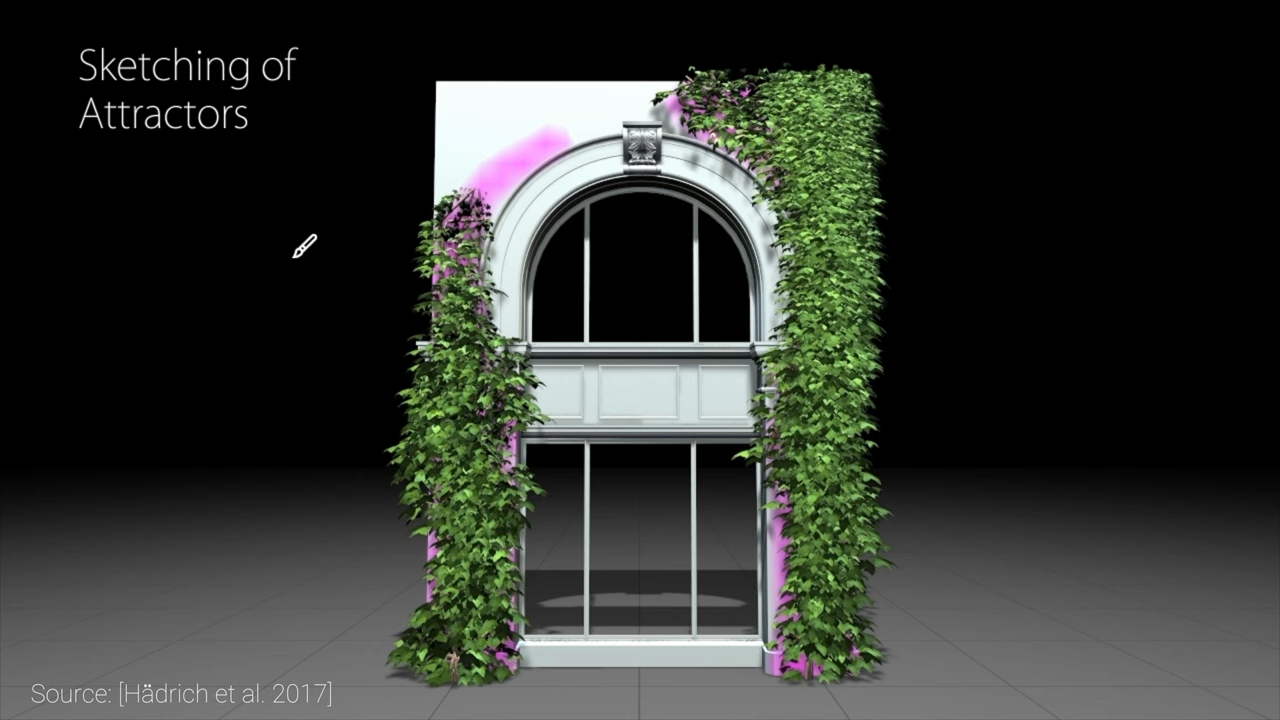 Sketching of
Attractors
Source: [Hädrich et al. 2017]